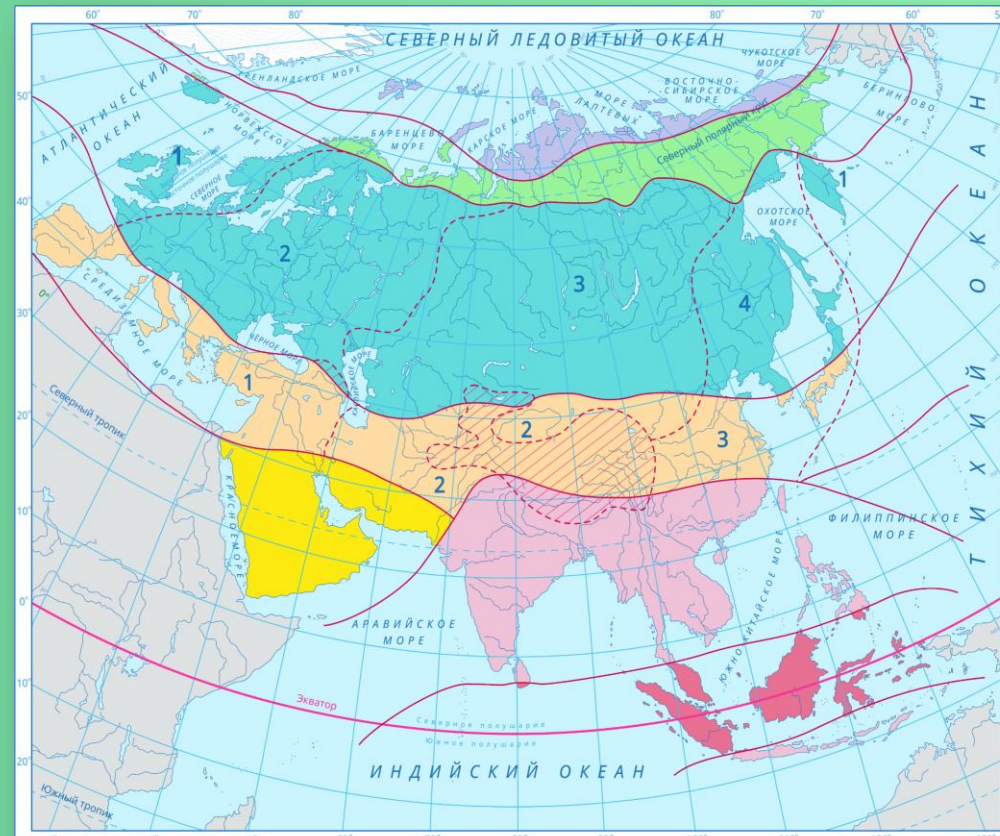 60° 70° 80° 80° 70° 60°
СЕВЕРНЫЙ ЛЕДОВИТЫЙ ОКЕАН
ЧУКОТСКОЕ
МОРЕ
ГРЕНЛАНДСКОЕ МОРЕ
ВОСТОЧНО-
СИБИРСКОЕ
МОРЕ
МОРЕ
ЛАПТЕВЫХ
БЕРИНГОВО
МОРЕ
50°
АТЛАНТИЧЕСКИЙ
ОКЕАН
НОРВЕЖСКОЕ
МОРЕ
БАРЕНЦЕВО
МОРЕ
КАРСКОЕ МОРЕ
Северный полярный круг
1
СЕВЕРНОЕ
МОРЕ
1
40°
ОХОТСКОЕ
МОРЕ
2
3
4
0°
СРЕДИЗЕМНОЕ МОРЕ
30°
ЧЕРНОЕ МОРЕ
КАСПИЙСКОЕ МОРЕ
1
Северный тропик
20°
2
3
2
КРАСНОЕ МОРЕ
10°
ФИЛИППИНСКОЕ
МОРЕ
ТИХИЙ ОКЕАН
0°
АРАВИЙСКОЕ
МОРЕ
ЮЖНО-КИТАЙСКОЕ МОРЕ
10°
Экватор
Северное полушарие
Южное полушарие
20°
ИНДИЙСКИЙ ОКЕАН
Южный тропик